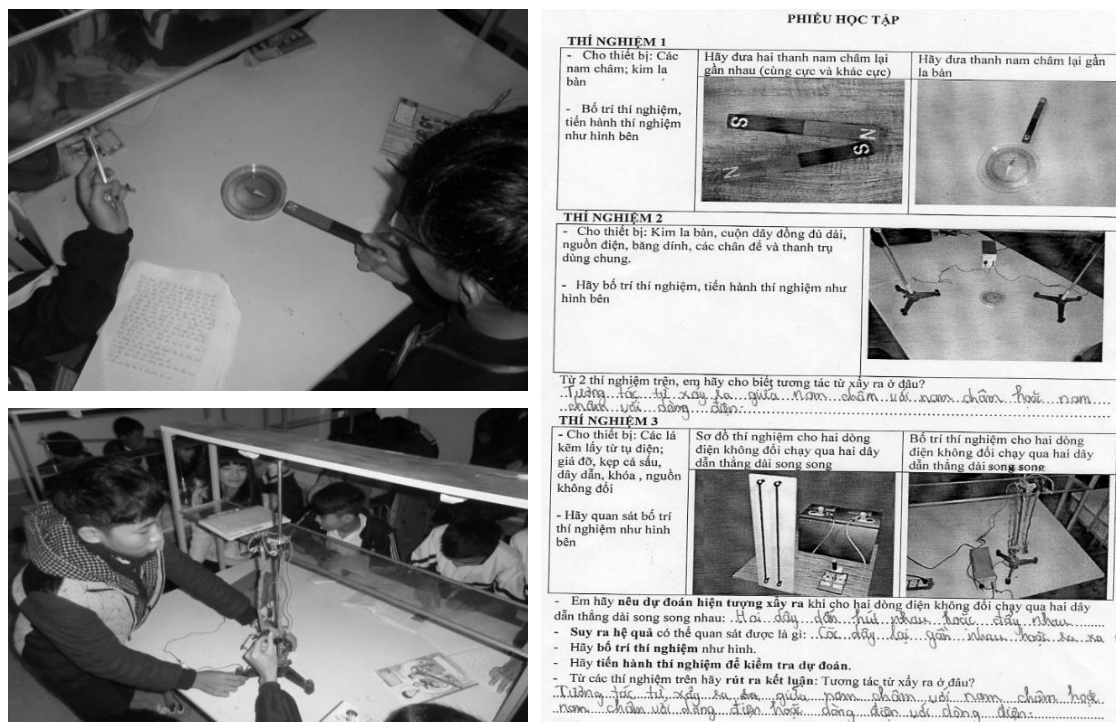 PHIẾU HỌC TẬP
THÍ NGHIỆM 1
- Cho thiết bị: Các
nam châm; kim la
bàn
- Bố trí thí nghiệm,
tiến hành thí nghiệm
như hình bên
Hãy đưa hai thanh nam châm lại
gần nhau (cùng cực và khác cực)
S
N
S
N
Hãy đưa thanh nam châm lại gần
la bàn
THÍ NGHIỆM 2
- Cho thiết bị: Kim la bàn, cuộn dây đồng đủ dài,
nguồn điện, băng dính, các chân đế và thanh trụ
dùng chung.
- Hãy bố trí thí nghiệm, tiến hành thí nghiệm như
hình bên
Từ 2 thí nghiệm trên, em hãy cho biết tương tác từ xẩy ra ở đâu?
Tương tác từ xảy ra giữa nam châm với nam châm hoặc nam
châm với dòng điện.
THÍ NGHIỆM 3
- Cho thiết bị: Các lá
kẽm lấy từ tụ điện;
giá đỡ, kẹp cá sấu,
dây dẫn, khóa , nguồn
không đổi
- Hãy quan sát bố trí
thí nghiệm như hình
bên
Sơ đồ thí nghiệm cho hai dòng
điện không đổi chạy qua hai dây
dẫn thẳng dài song song
Bố trí thí nghiệm cho hai dòng
điện không đổi chạy qua hai dây
dẫn thẳng dài song song
- Em hãy nêu dự đoán hiện tượng xẩy ra khi cho hai dòng điện không đổi chạy qua hai dây
dẫn thẳng dài song song nhau: Hai dây dẫn hút nhau hoặc đẩy nhau
- Suy ra hệ quả có thể quan sát được là gì: Các dây lại gần nhau hoặc ra xa
- Hãy bố trí thí nghiệm như hình.
- Hãy tiến hành thí nghiệm để kiểm tra dự đoán.
- Từ các thí nghiệm trên hãy rút ra kết luận: Tương tác từ xẩy ra ở đâu?
Tương tác từ xảy ra giữa nam châm với nam châm hoặc
nam châm với dòng điện hoặc dòng điện với dòng điện.